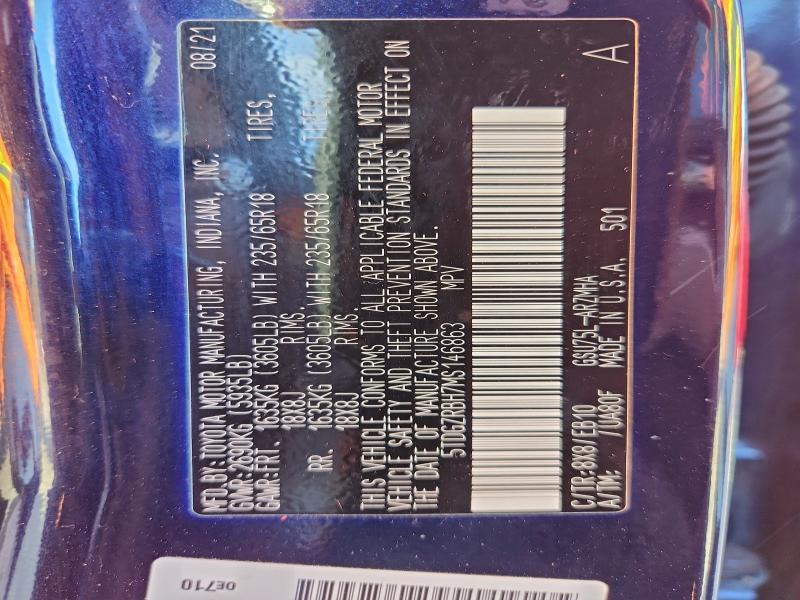 MFD.BY:TOYOTA MOTOR MANUFACTURING, INDIANA, INC. 08/21
GVWR:2690KG (5935LB)
GAWR:FRT. 1635KG (3605LB) WITH 235/65R18 TIRES,
18X8J RIMS.
RR. 1635KG (3605LB) WITH 235/65R18 TIRES,
18X8J RIMS.
THIS VEHICLE CONFORMS TO ALL APPLICABLE FEDERAL MOTOR
VEHICLE SAFETY AND THEFT PREVENTION STANDARDS IN EFFECT ON
THE DATE OF MANUFACTURE SHOWN ABOVE.
5TDGZRBH7MS146863 MPV
C/TR:8X8/EB10 GSU75L-ARZMHA A
A/TM: /UA80F MADE IN U.S.A. 501
0E710